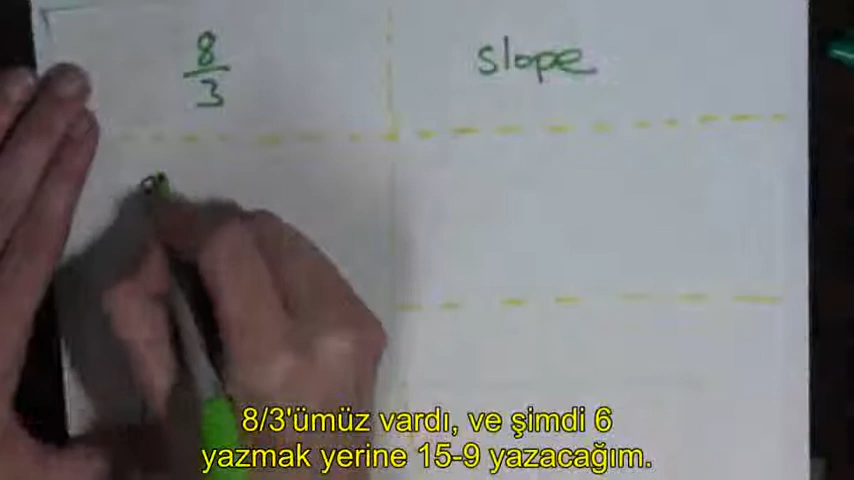 8
3
slope
8/3'ümüz vardı, ve şimdi 6
yazmak yerine 15-9 yazacağım.